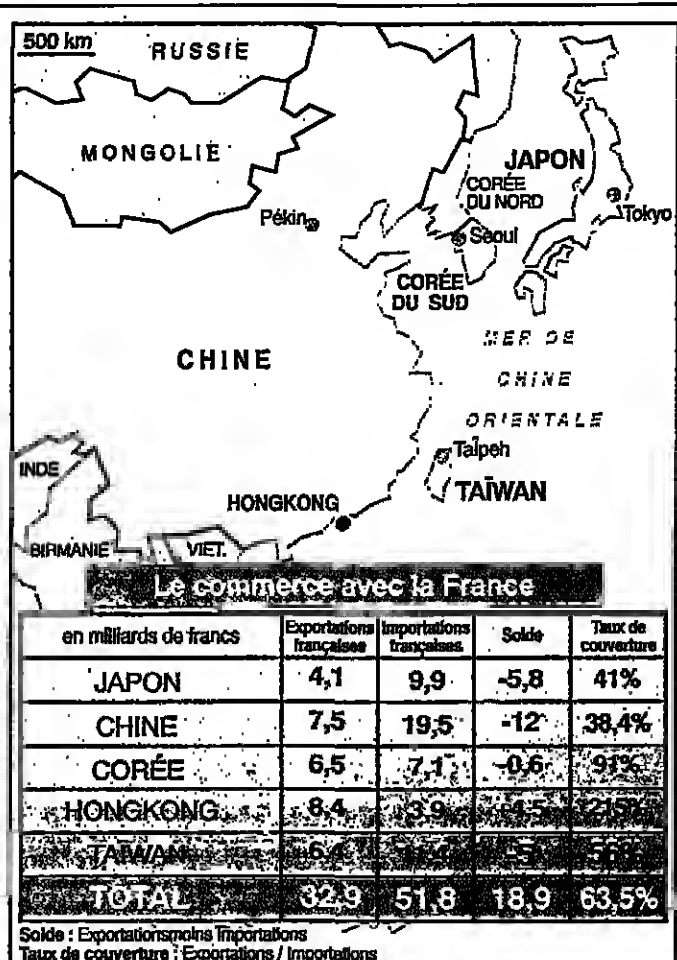 500 km
RUSSIE
MONGOLIE
JAPON
CORÉE
DU NORD
Pékin
Séoul
Tokyo
CORÉE
DU SUD
MER DE
CHINE
CHINE
ORIENTALE
Taïpeh
INDE
TAÏWAN
HONGKONG
BIRMANIE
VIET.
Le commerce avec la France
en milliards de francs Exportations françaises Importations françaises Solde Taux de couverture
JAPON 4,1 9,9 -5,8 41%
CHINE 7,5 19,5 -12 38,4%
CORÉE 6,5 7,1 -0,6 91%
HONGKONG 8,4 3,9 4,5 215%
TAIWAN 6,4
TOTAL 32,9 51,8 18,9 63,5%
Solde : Exportations moins Importations
Taux de couverture : Exportations / Importations